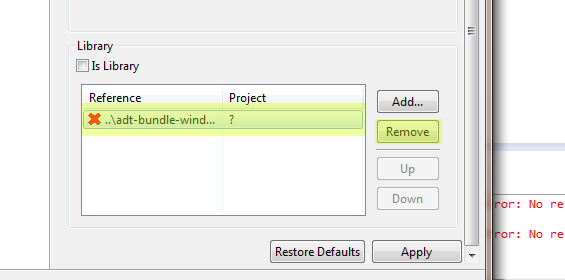 Library
Is Library
Reference Project
..\adt-bundle-wind... ?
Add...
Remove
Up
Down
Restore Defaults Apply
ror: No re
ror: No re